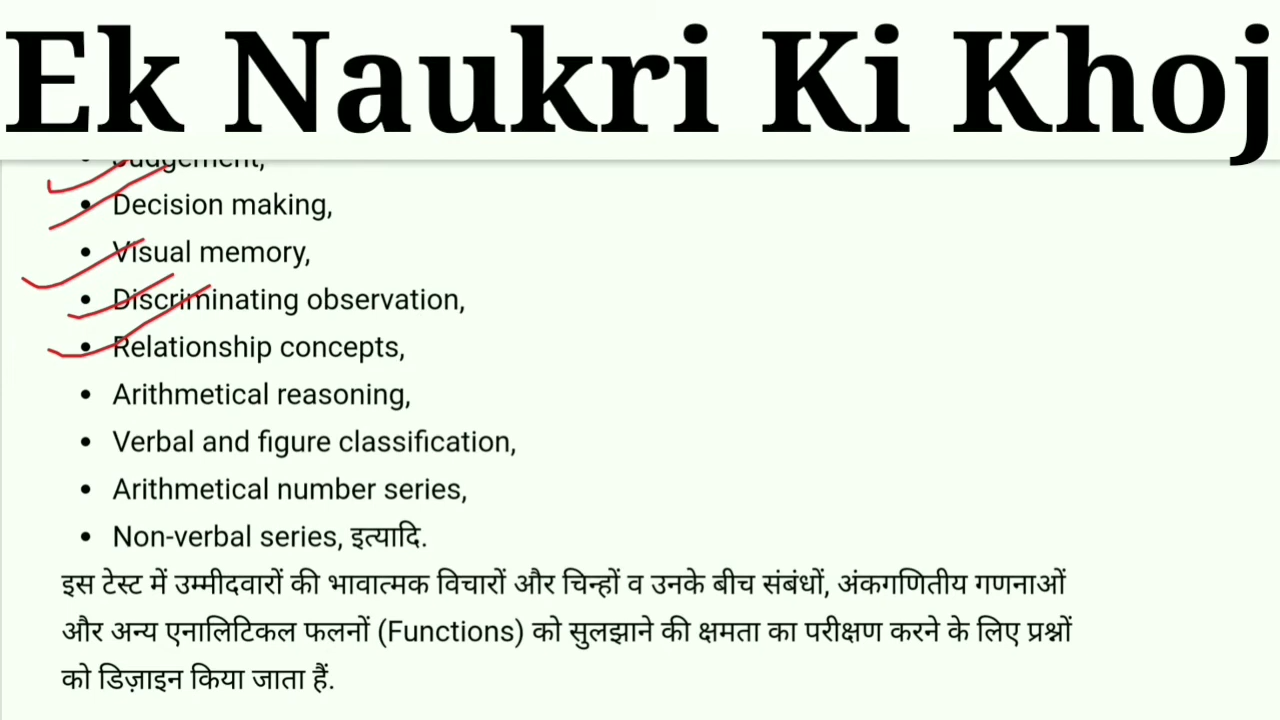 Ek Naukri Ki Khoj
• Judgement,
• Decision making,
• Visual memory,
• Discriminating observation,
• Relationship concepts,
• Arithmetical reasoning,
• Verbal and figure classification,
• Arithmetical number series,
• Non-verbal series, इत्यादि.
इस टेस्ट में उम्मीदवारों की भावात्मक विचारों और चिन्हों व उनके बीच संबंधों, अंकगणितीय गणनाओं
और अन्य एनालिटिकल फलनों (Functions) को सुलझाने की क्षमता का परीक्षण करने के लिए प्रश्नों
को डिज़ाइन किया जाता हैं.